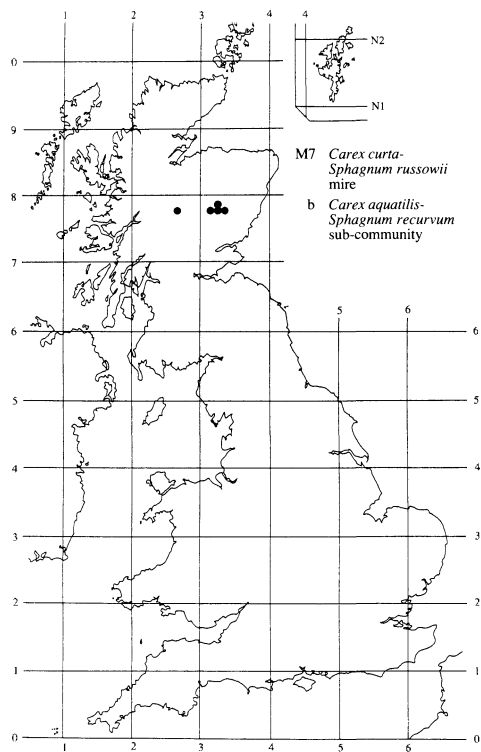 0 1 2 3 4
N2
N1
9
8
7
M7 Carex curta-
Sphagnum russowii
mire
b Carex aquatilis-
Sphagnum recurvum
sub-community
5 6
6 6
5 5
4 4
3 3
2 2
1 1
0 0
1 2 3 4 5 6